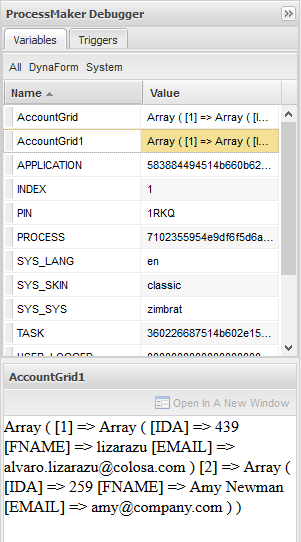 ProcessMaker Debugger
Variables Triggers
All DynaForm System
Name Value
AccountGrid Array ( [1] => Array ( [I...
AccountGrid1 Array ( [1] => Array ( [I...
APPLICATION 583884494514b660b62...
INDEX 1
PIN 1RKQ
PROCESS 7102355954e9df6f5d6a...
SYS_LANG en
SYS_SKIN classic
SYS_SYS zimbrat
TASK 360226687514b602e15...
AccountGrid1
Open In A New Window
Array ( [1] => Array ( [IDA] => 439
[FNAME] => lizarazu [EMAIL] =>
alvaro.lizarazu@colosa.com ) [2] => Array (
[IDA] => 259 [FNAME] => Amy Newman
[EMAIL] => amy@company.com ) )